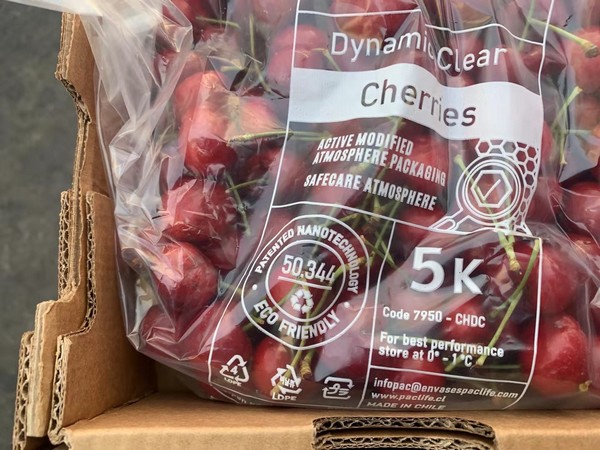 Dynamic Clear
Cherries
ACTIVE MODIFIED
ATMOSPHERE PACKAGING
SAFECARE ATMOSPHERE
PATENTED NANOTECHNOLOGY
50.344
ECO FRIENDLY
5K
Code 7950 - CHDC
For best performance
store at 0° -1°C
4
LDPE
LDPE
infopac@envasespaclife.com
www.paclife.cl
MADE IN CHILE